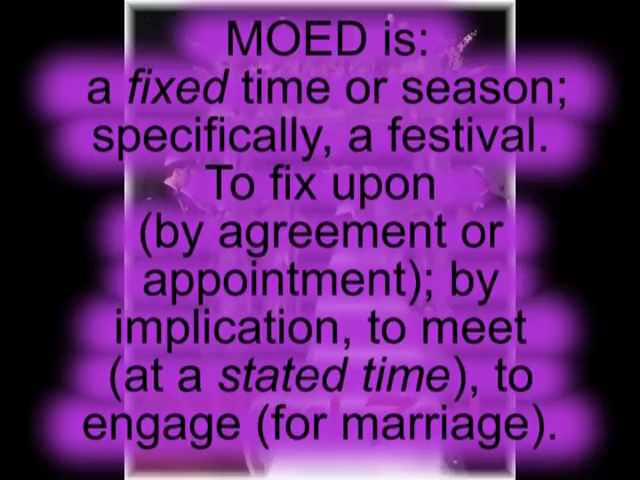 MOED is:
a fixed time or season;
specifically, a festival.
To fix upon
(by agreement or
appointment); by
implication, to meet
(at a stated time), to
engage (for marriage).